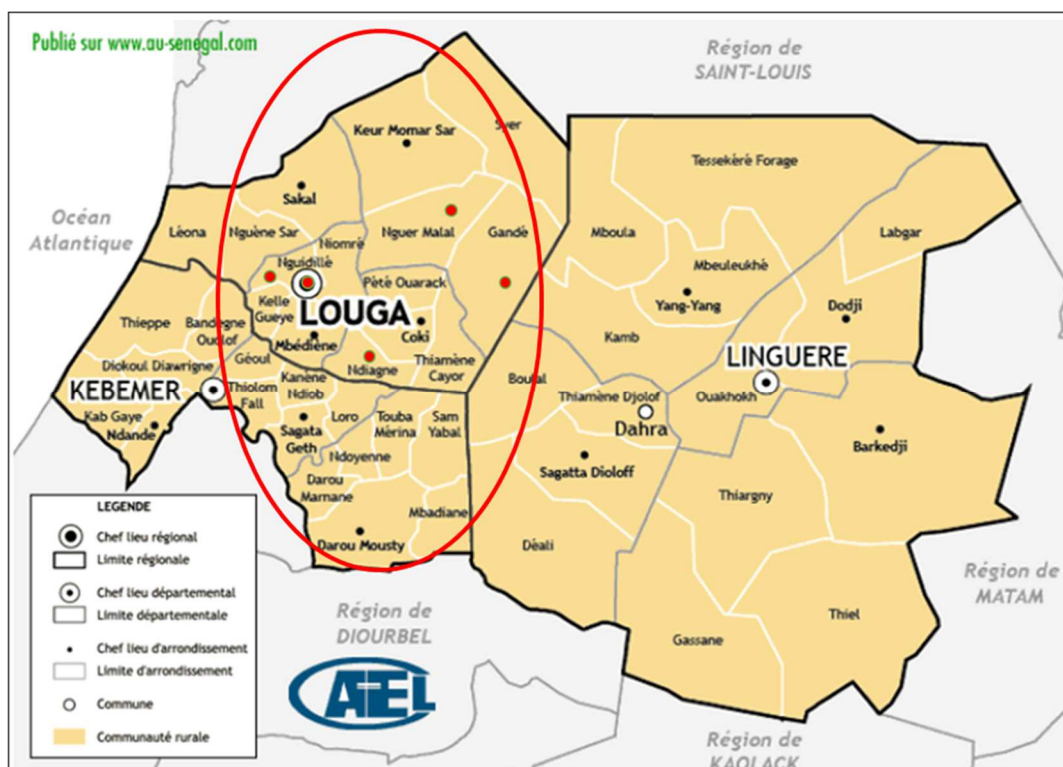 Publié sur www.au-senegal.com
Région de
SAINT-LOUIS
Keur Momar Sar
Syer
Tessekéré Forage
Sakal
Océan
Atlantique
Léona
Nguène Sar
Niomré
Nguer Malal
Gandé
Mboula
Labgar
Nguidillé
Mbeuleukhé
Pété Ouarack
Yang-Yang
Dodji
Kelle
Gueye
LOUGA
Thieppe
Bandegne
Ouolof
Mbédiène
Coki
Kamb
Diokoul Diawrigne
Géoul
Ndiagne
Thiamène
Cayor
LINGUERE
KEBEMER
Thiolom
Fall
Kanène
Ndiob
Boulal
Thiamène Djolof
Ouakhokh
Kab Gaye
Ndande
Loro
Touba
Mérina
Sam
Yabal
Dahra
Barkedji
Sagata
Geth
Ndoyenne
Sagatta Dioloff
Darou
Marnane
Thiargny
Mbadiane
Darou Mousty
Déali
LEGENDE
Chef lieu régional
Limite régionale
Chef lieu départemental
Limite départementale
Chef lieu d'arrondissement
Limite d'arrondissement
Commune
Communauté rurale
Région de
DIOURBEL
Région de
MATAM
Thiel
Gassane
AIEL
Région de
KAOLACK